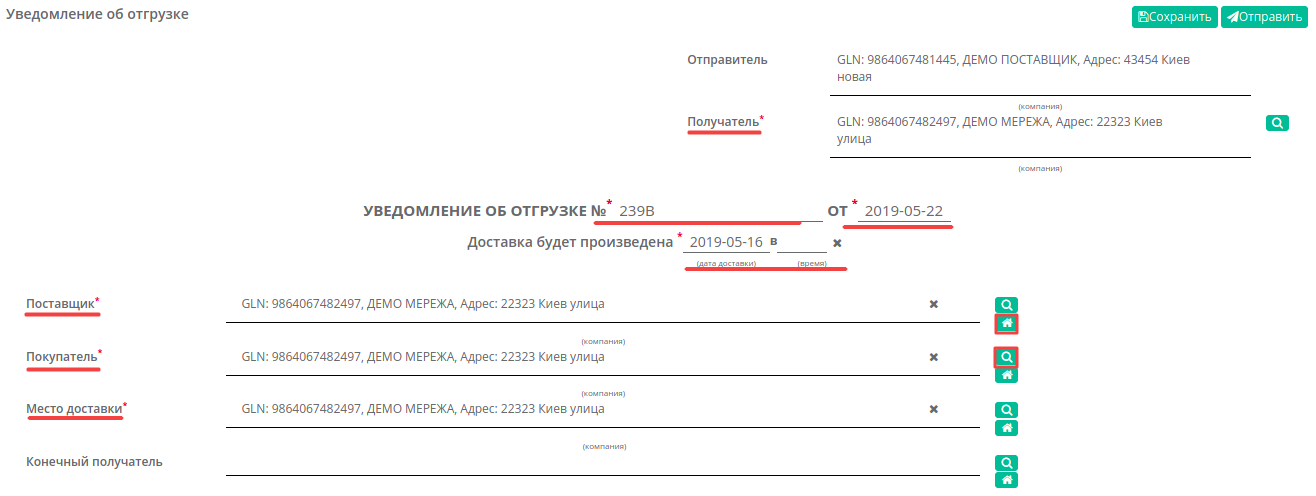 Уведомление об отгрузке
Сохранить Отправить
Отправитель GLN: 9864067481445, ДЕМО ПОСТАВЩИК, Адрес: 43454 Киев
новая
(компания)
Получатель* GLN: 9864067482497, ДЕМО МЕРЕЖА, Адрес: 22323 Киев
улица
(компания)
УВЕДОМЛЕНИЕ ОБ ОТГРУЗКЕ №* 239В ОТ * 2019-05-22
Доставка будет произведена * 2019-05-16 в
(дата доставки) (время)
Поставщик* GLN: 9864067482497, ДЕМО МЕРЕЖА, Адрес: 22323 Киев улица
(компания)
Покупатель* GLN: 9864067482497, ДЕМО МЕРЕЖА, Адрес: 22323 Киев улица
(компания)
Место доставки* GLN: 9864067482497, ДЕМО МЕРЕЖА, Адрес: 22323 Киев улица
(компания)
Конечный получатель